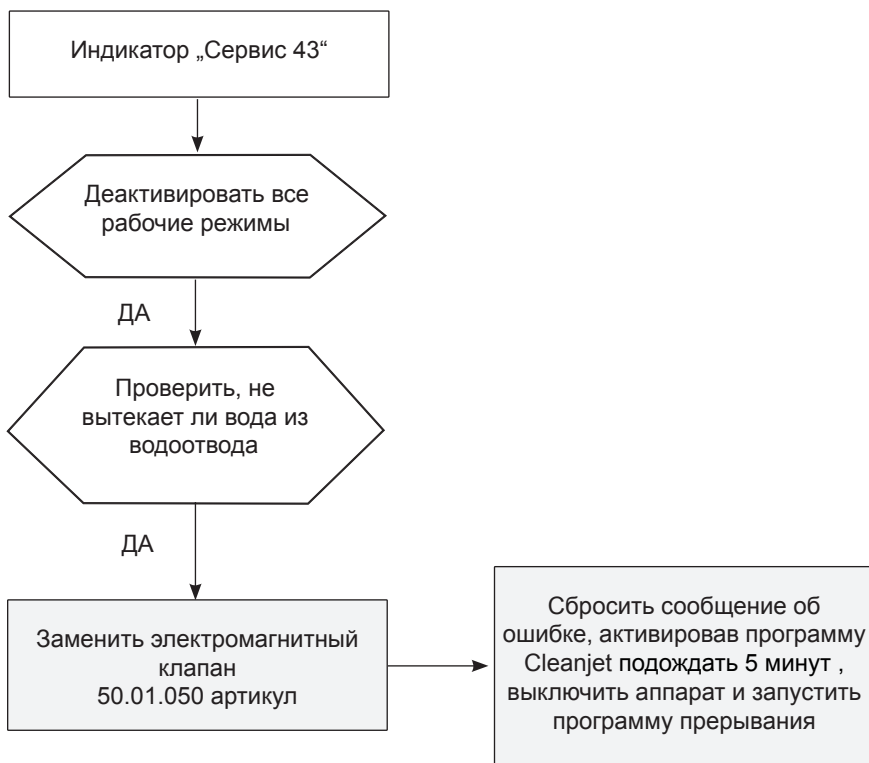 Индикатор „Сервис 43“
Деактивировать все
рабочие режимы
ДА
Проверить, не
вытекает ли вода из
водоотвода
ДА
Заменить электромагнитный
клапан
50.01.050 артикул
Сбросить сообщение об
ошибке, активировав программу
Cleanjet подождать 5 минут ,
выключить аппарат и запустить
программу прерывания